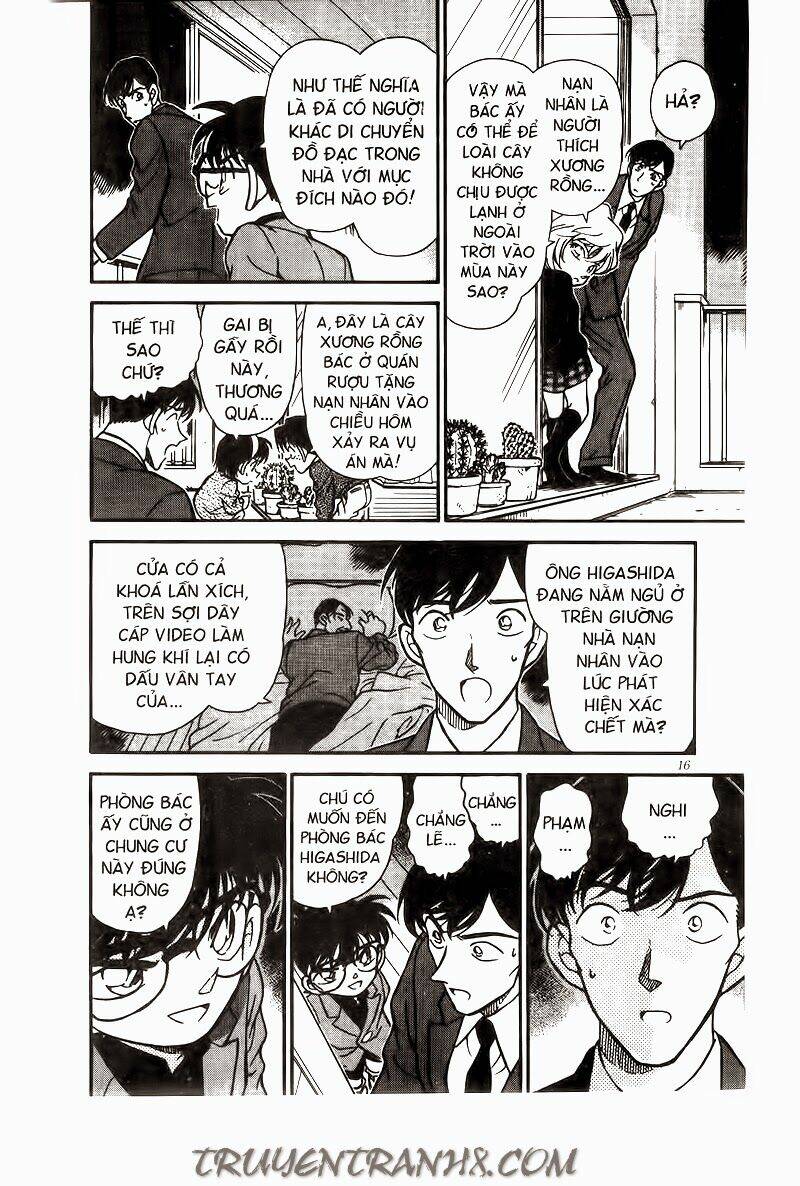 HẢ?
NẠN
NHÂN LÀ
NGƯỜI
THÍCH
XƯƠNG
RỒNG...
VẬY MÀ
BÁC ẤY
CÓ THỂ ĐỂ
LOÀI CÂY
KHÔNG
CHỊU ĐƯỢC
LẠNH Ở
NGOÀI
TRỜI VÀO
MÙA NÀY
SAO?
NHƯ THẾ NGHĨA
LÀ ĐÃ CÓ NGƯỜI
KHÁC DI CHUYỂN
ĐỒ ĐẠC TRONG
NHÀ VỚI MỤC
ĐÍCH NÀO ĐÓ!
A, ĐÂY LÀ CÂY
XƯƠNG RỒNG
BÁC Ở QUÁN
RƯỢU TẶNG
NẠN NHÂN VÀO
CHIỀU HÔM
XẢY RA VỤ
ÁN MÀ!
GAI BỊ
GẪY RỒI
NÀY,
THƯƠNG
QUÁ...
THẾ THÌ
SAO
CHỨ?
ÔNG HIGASHIDA
ĐANG NẰM NGỦ Ở
TRÊN GIƯỜNG
NHÀ NẠN
NHÂN VÀO
LÚC PHÁT
HIỆN XÁC
CHẾT MÀ?
CỬA CÓ CẢ
KHOÁ LẪN XÍCH,
TRÊN SỢI DÂY
CÁP VIDEO LÀM
HUNG KHÍ LẠI CÓ
DẤU VÂN TAY
CỦA...
16
NGHI
...
PHẠM
...
CHẲNG
...
CHẲNG
LẼ...
CHÚ CÓ
MUỐN ĐẾN
PHÒNG BÁC
HIGASHIDA
KHÔNG?
PHÒNG BÁC
ẤY CŨNG Ở
CHUNG CƯ
NÀY ĐÚNG
KHÔNG
Ạ?
TRUYENTRANH8.COM